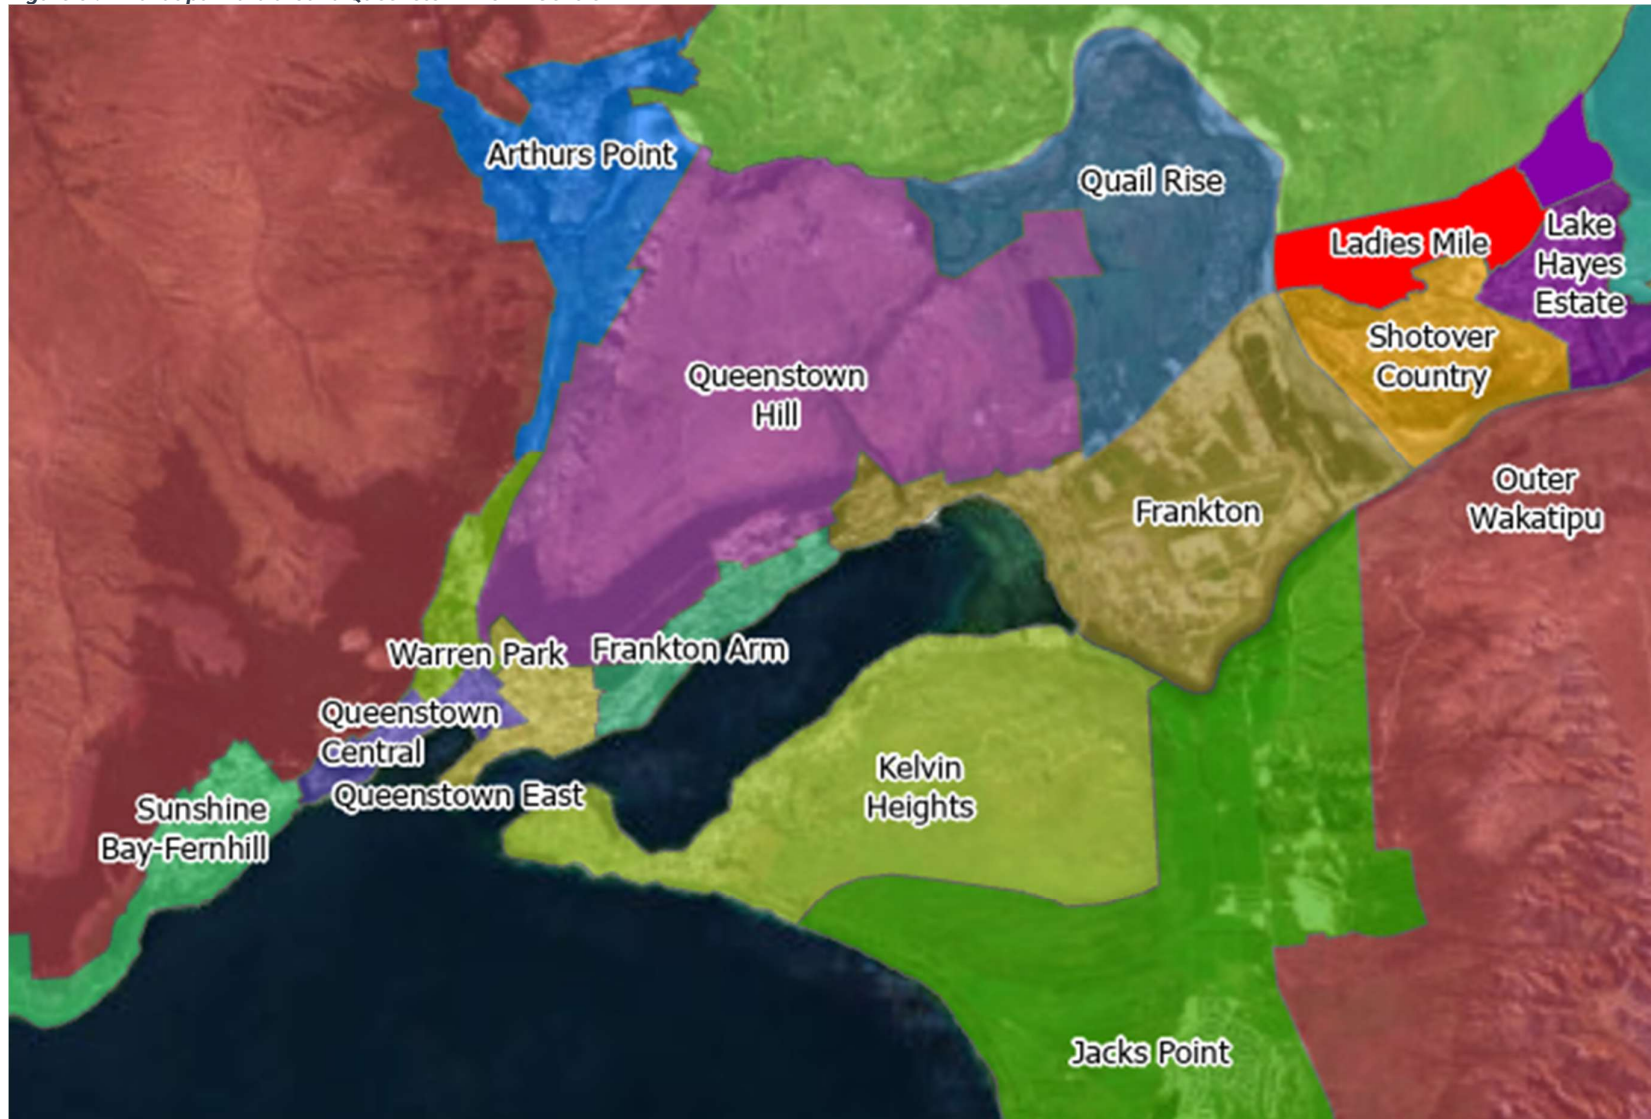 Arthurs Point
Quail Rise
Ladies Mile
Lake
Hayes
Estate
Shotover
Country
Queenstown
Hill
Outer
Wakatipu
Frankton
Warren Park
Frankton Arm
Queenstown
Central
Queenstown East
Kelvin
Heights
Sunshine
Bay-Fernhill
Jacks Point